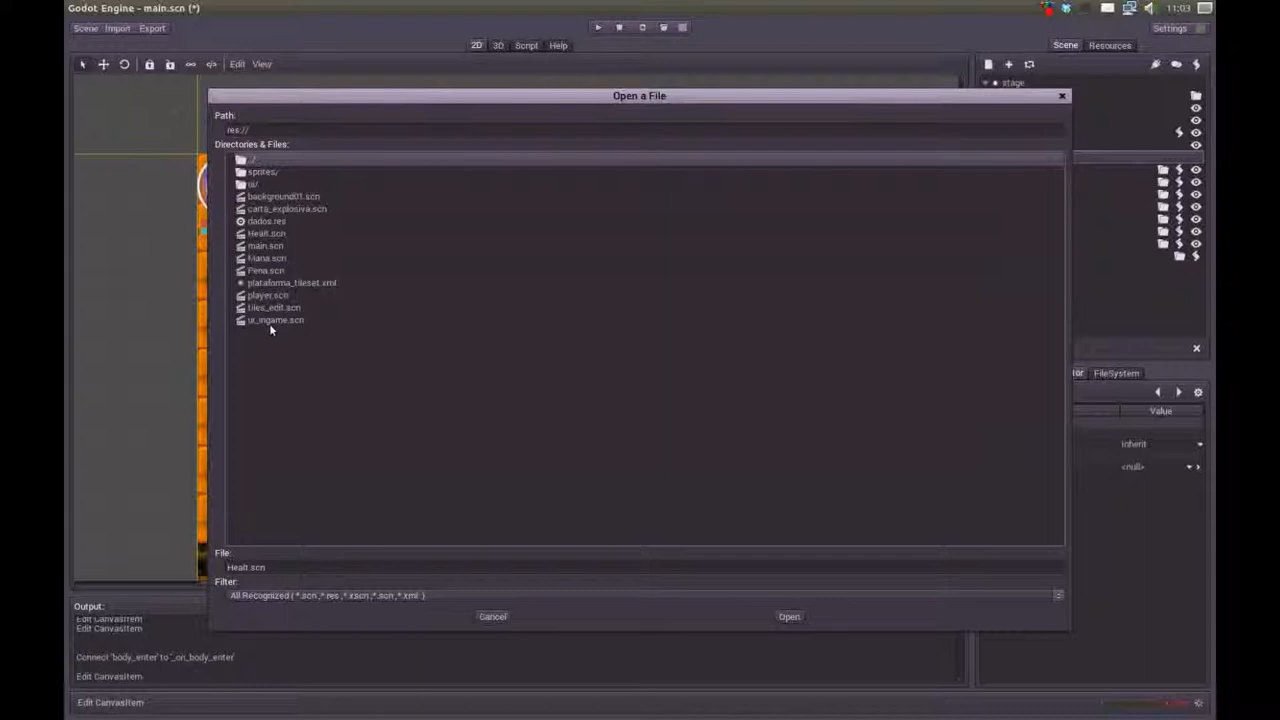 Godot Engine - main.scn (*)
11:03
Scene Import Export
Settings
2D 3D Script Help
Scene Resources
Edit View
stage
Open a File
Path:
res://
Directories & Files:
../
sprites/
ui/
background01.scn
carta_explosiva.scn
dados.res
Healt.scn
main.scn
Mana.scn
Pena.scn
plataforma_tileset.xml
player.scn
tiles_edit.scn
ui_ingame.scn
tor FileSystem
Value
Inherit
<null>
File:
Healt.scn
Filter:
All Recognized ( *.scn,*.res,*.xscn,*.scn,*.xml )
Cancel Open
Output:
Edit CanvasItem
Edit CanvasItem
Connect 'body_enter' to '_on_body_enter'
Edit CanvasItem
Edit CanvasItem